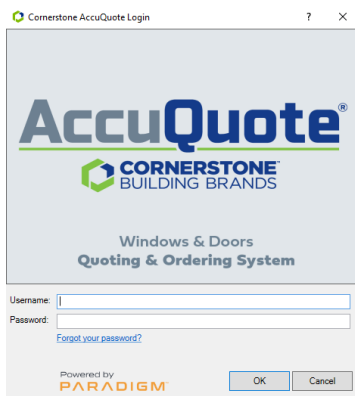 Cornerstone AccuQuote Login
?
AccuQuote®
CORNERSTONE™
BUILDING BRANDS
Windows & Doors
Quoting & Ordering System
Username:
Password:
Forgot your password?
Powered by
PARADIGM
OK
Cancel